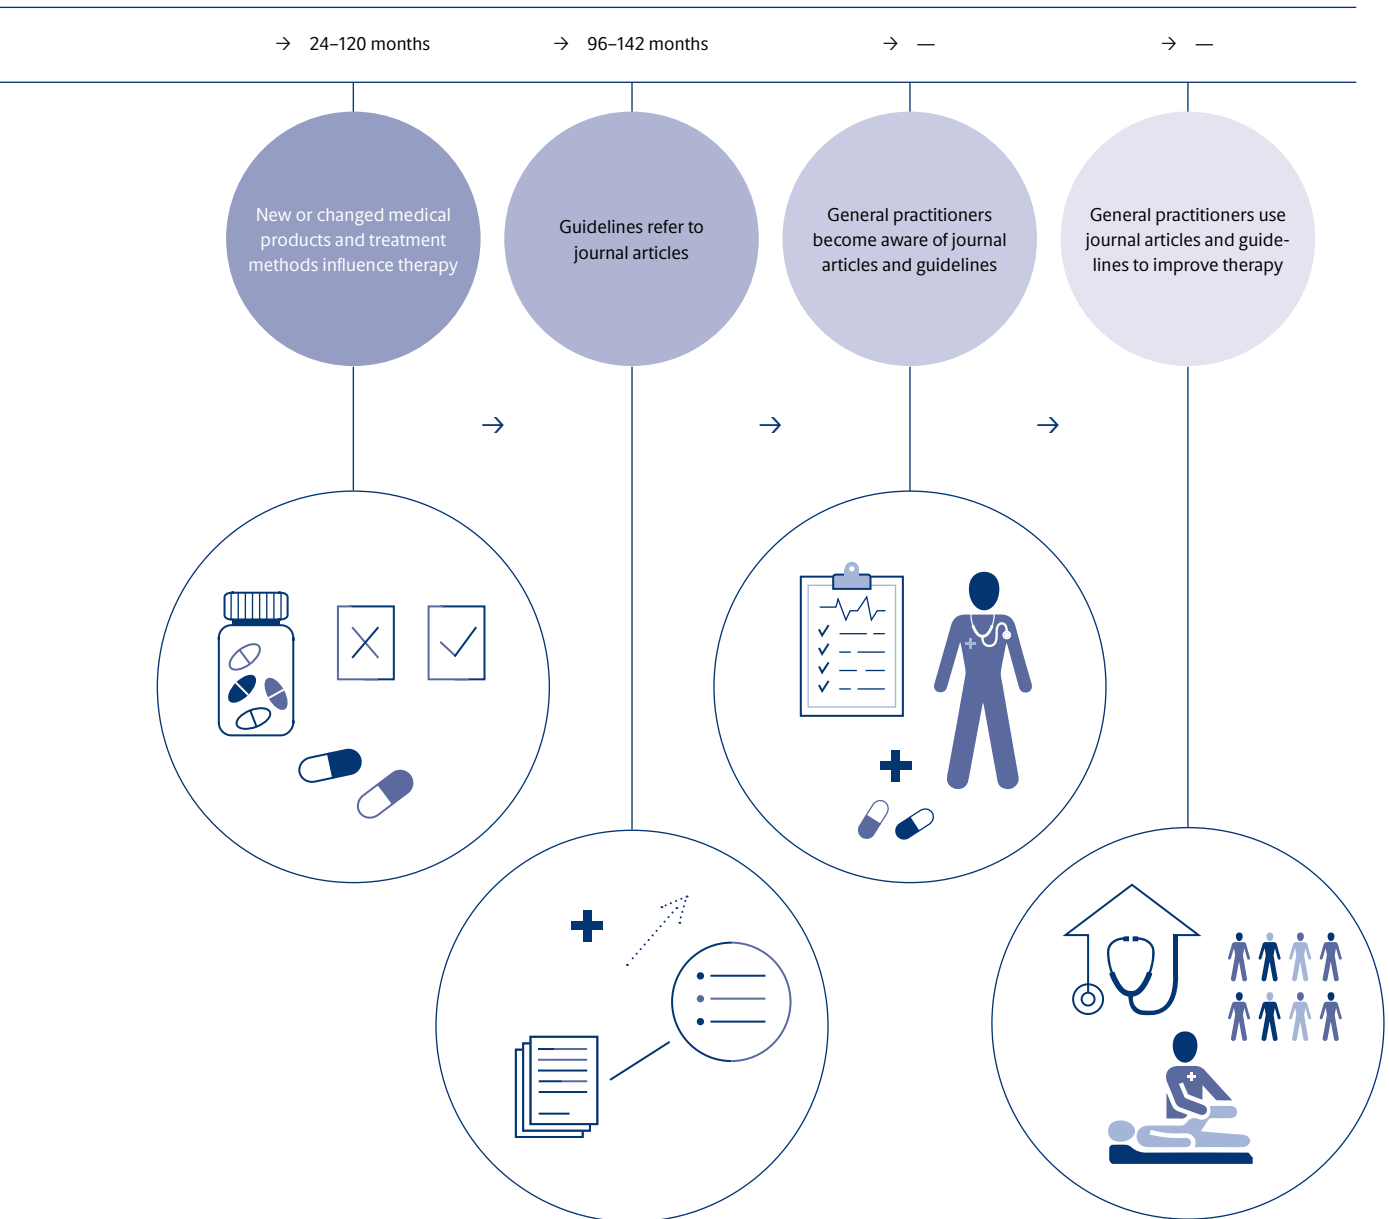 → 24–120 months
→ 96–142 months
→ —
→ —
New or changed medical
products and treatment
methods influence therapy
Guidelines refer to
journal articles
General practitioners
become aware of journal
articles and guidelines
General practitioners use
journal articles and guide-
lines to improve therapy